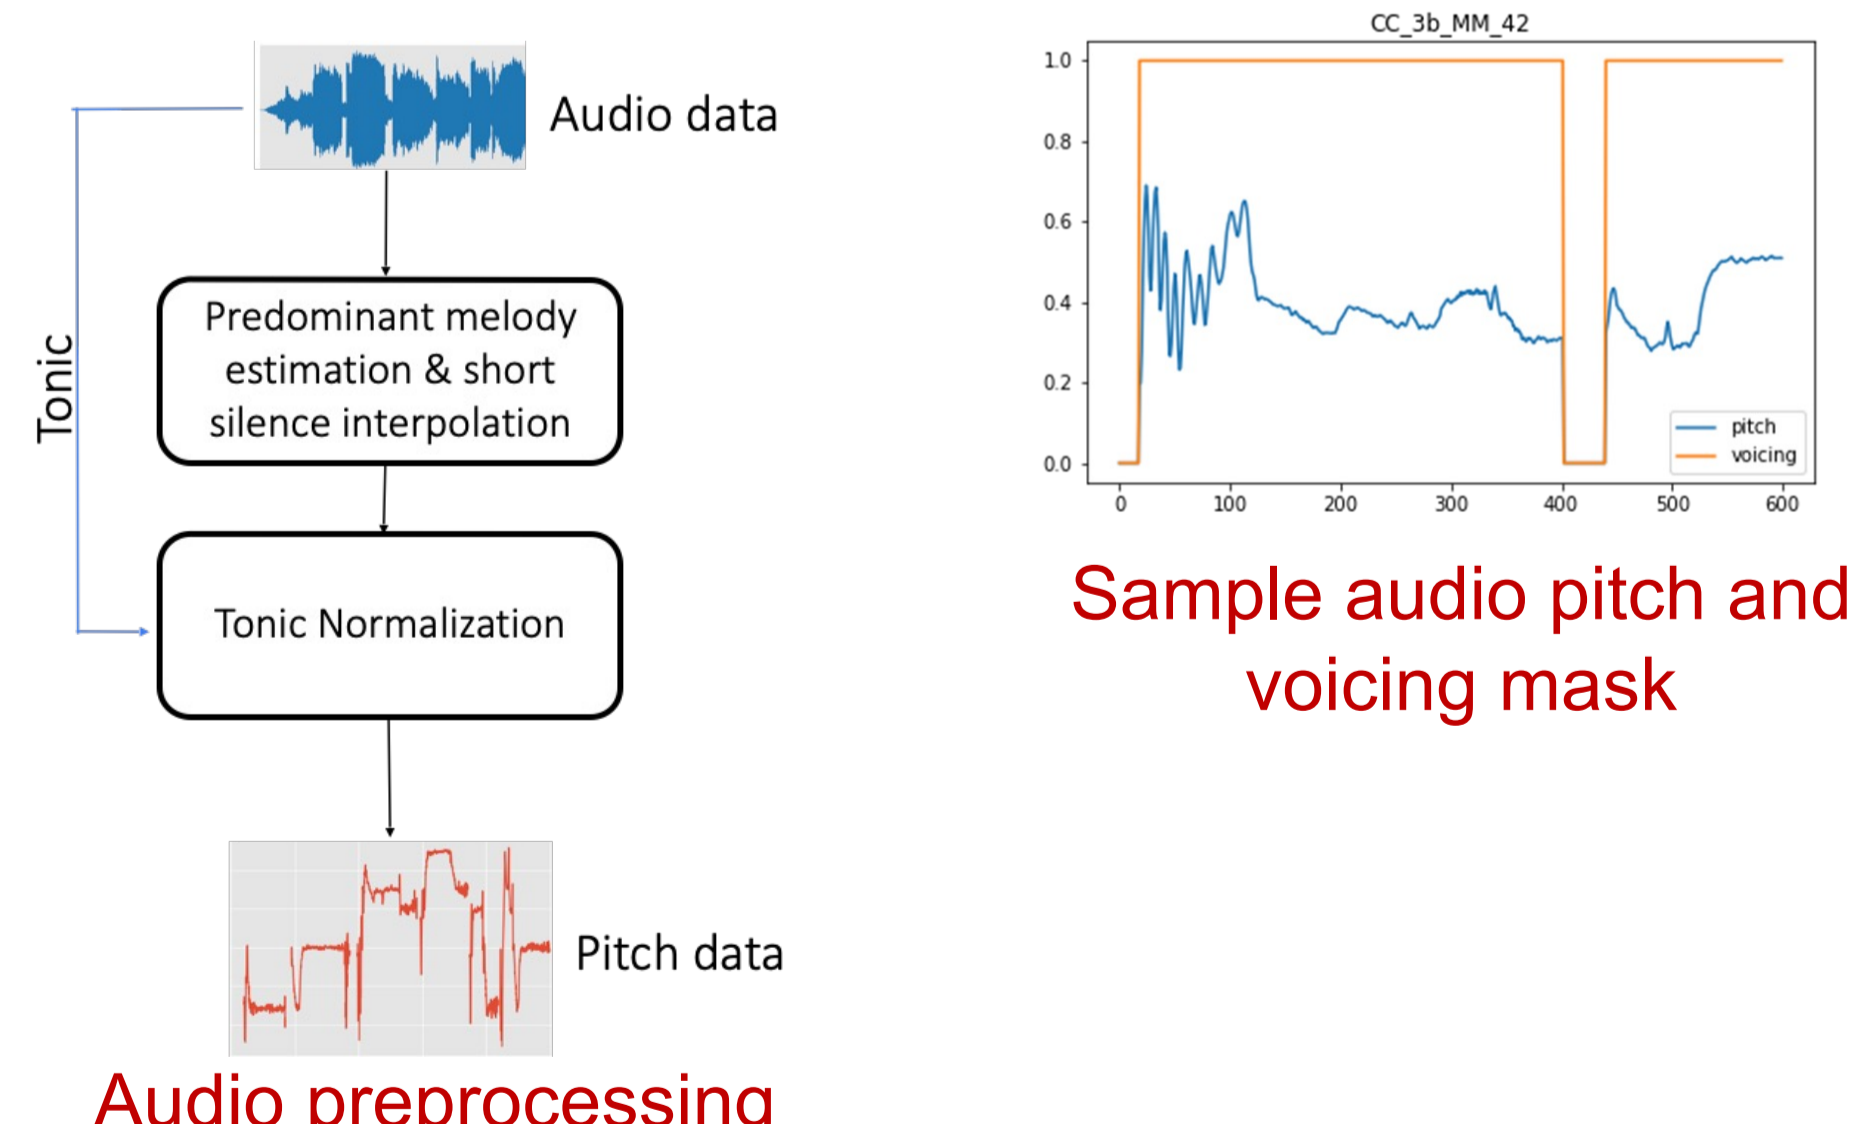 Audio data
Tonic
Predominant melody
estimation & short
silence interpolation
Tonic Normalization
Pitch data
Audio preprocessing
CC_3b_MM_42
1.0
0.8
0.6
0.4
0.2
0.0
0 100 200 300 400 500 600
pitch
voicing
Sample audio pitch and
voicing mask